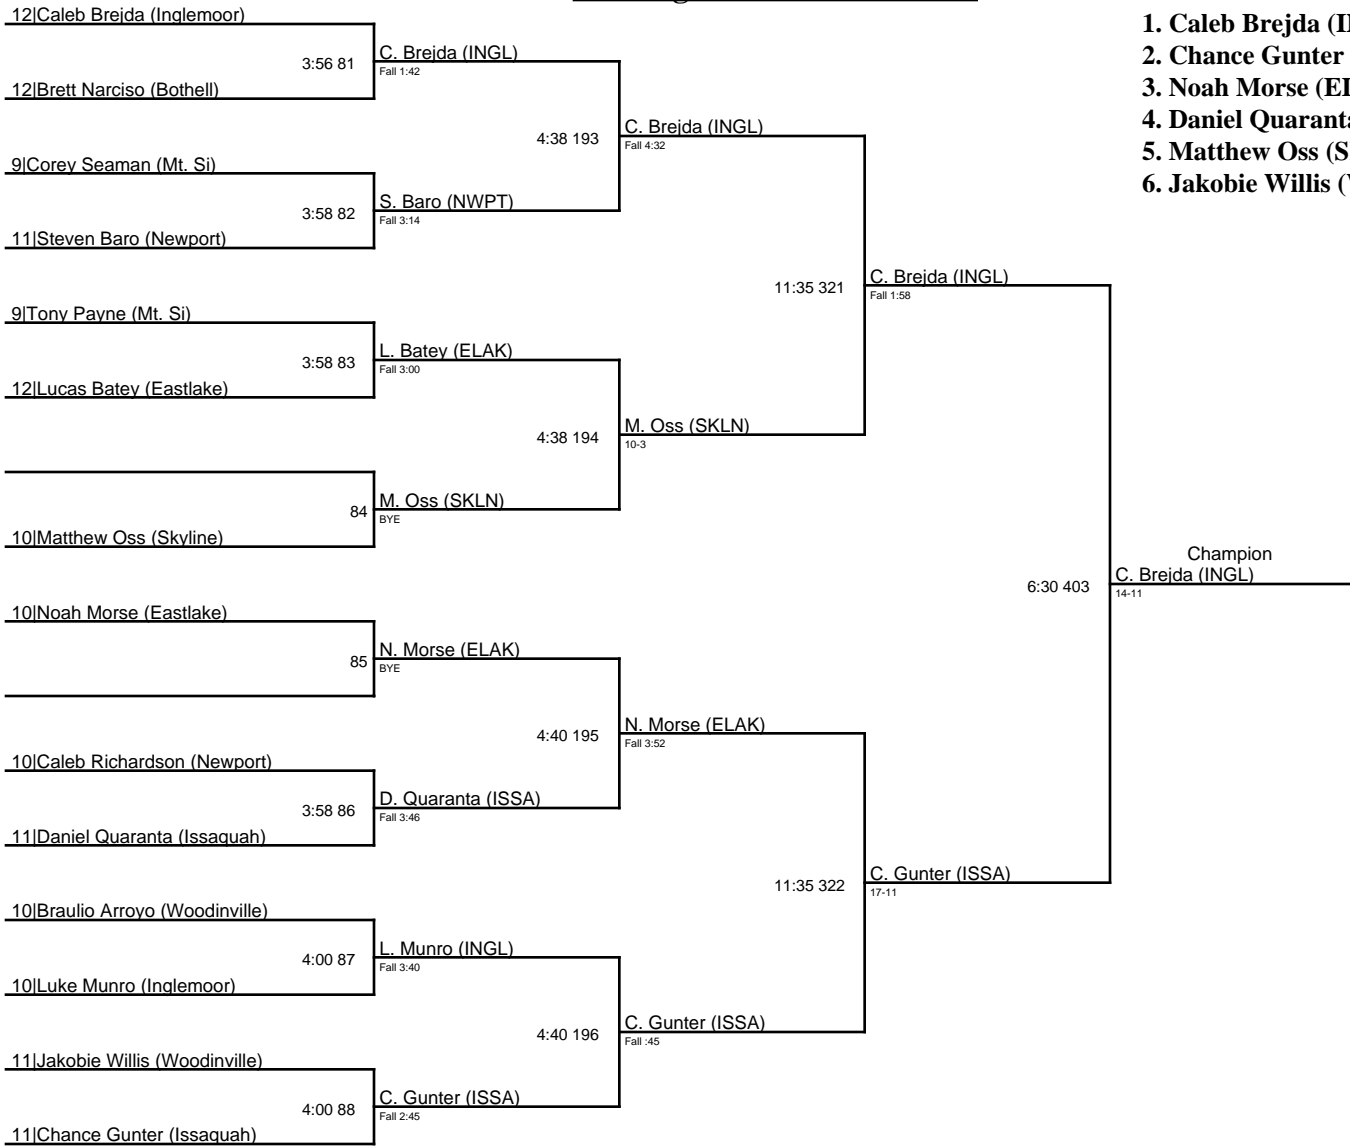 12|Caleb Brejda (Inglemoor)
3:56 81
12|Brett Narciso (Bothell)
9|Corey Seaman (Mt. Si)
3:58 82
11|Steven Baro (Newport)
9|Tony Payne (Mt. Si)
3:58 83
12|Lucas Batey (Eastlake)
84
10|Matthew Oss (Skyline)
10|Noah Morse (Eastlake)
85
10|Caleb Richardson (Newport)
3:58 86
11|Daniel Quaranta (Issaquah)
10|Braulio Arroyo (Woodinville)
4:00 87
10|Luke Munro (Inglemoor)
11|Jakobie Willis (Woodinville)
4:00 88
11|Chance Gunter (Issaquah)
C. Brejda (INGL)
Fall 1:42
4:38 193
S. Baro (NWPT)
Fall 3:14
L. Batey (ELAK)
Fall 3:00
4:38 194
M. Oss (SKLN)
BYE
N. Morse (ELAK)
BYE
4:40 195
D. Quaranta (ISSA)
Fall 3:46
L. Munro (INGL)
Fall 3:40
4:40 196
C. Gunter (ISSA)
Fall 2:45
C. Brejda (INGL)
Fall 4:32
11:35 321
M. Oss (SKLN)
10-3
N. Morse (ELAK)
Fall 3:52
11:35 322
C. Gunter (ISSA)
Fall :45
C. Brejda (INGL)
Fall 1:58
6:30 403
C. Gunter (ISSA)
17-11
Champion
C. Brejda (INGL)
14-11
1. Caleb Brejda (
2. Chance Gunter
3. Noah Morse (
4. Daniel Quaranta
5. Matthew Oss (S
6. Jakobie Willis (